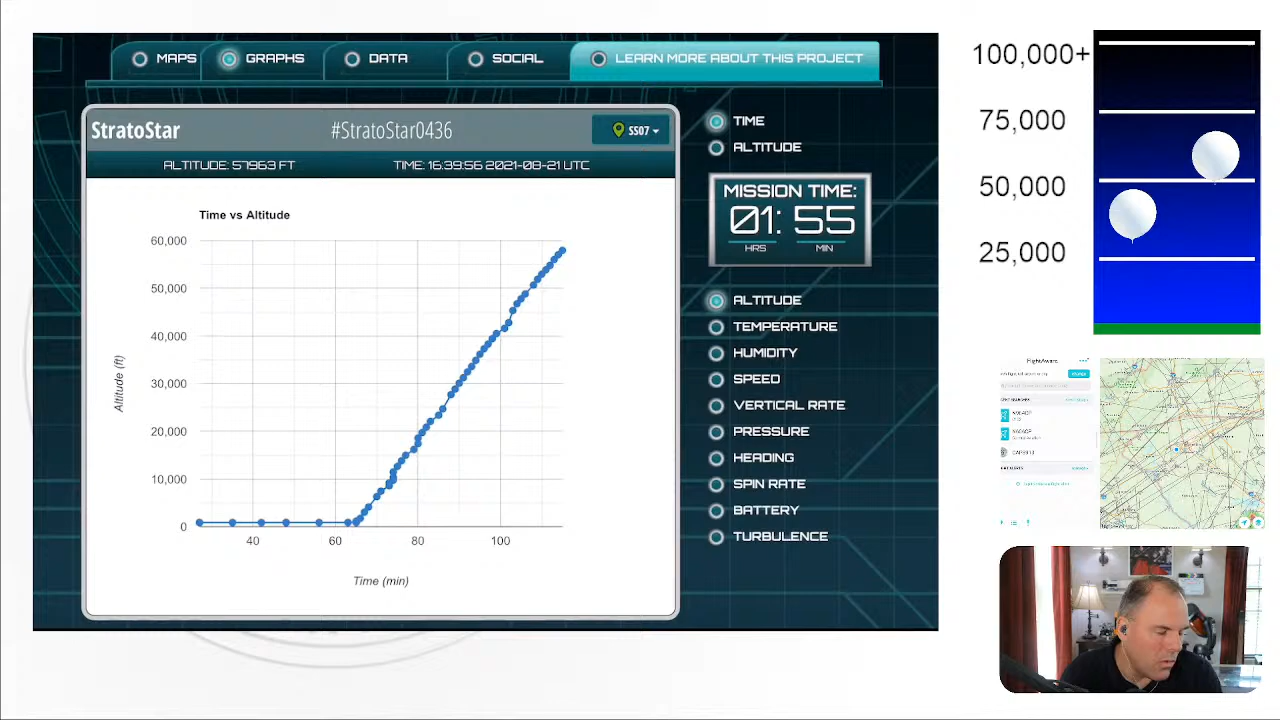 MAPS
GRAPHS
DATA
SOCIAL
LEARN MORE ABOUT THIS PROJECT
StratoStar
#StratoStar0436
SS07
ALTITUDE: 57963 FT
TIME: 16:39:56 2021-08-21 UTC
TIME
ALTITUDE
MISSION TIME:
01: 55
HRS
MIN
Time vs Altitude
60,000
50,000
40,000
30,000
20,000
10,000
0
40
60
80
100
Altitude (ft)
Time (min)
ALTITUDE
TEMPERATURE
HUMIDITY
SPEED
VERTICAL RATE
PRESSURE
HEADING
SPIN RATE
BATTERY
TURBULENCE
100,000+
75,000
50,000
25,000
FlightAware